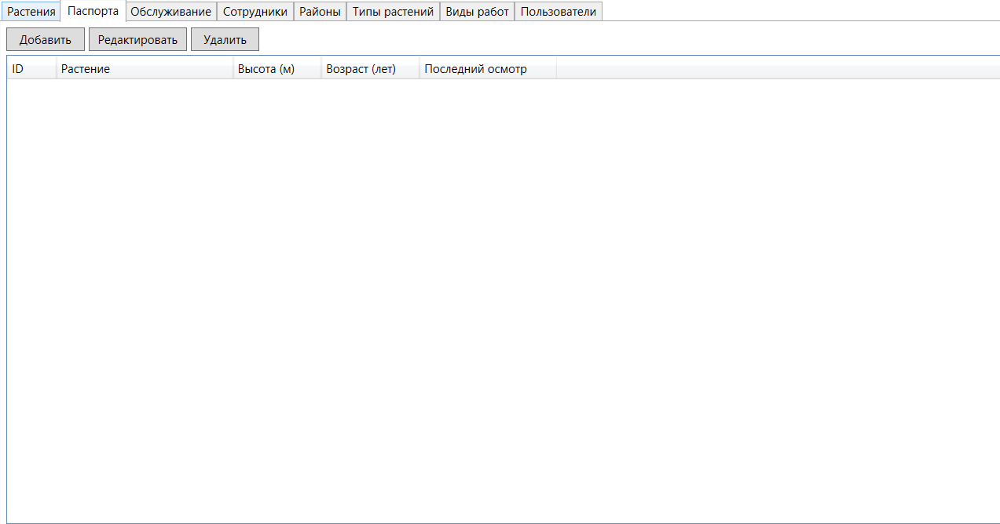 Растения Паспорта Обслуживание Сотрудники Районы Типы растений Виды работ Пользователи
Добавить Редактировать Удалить
ID Растение Высота (м) Возраст (лет) Последний осмотр